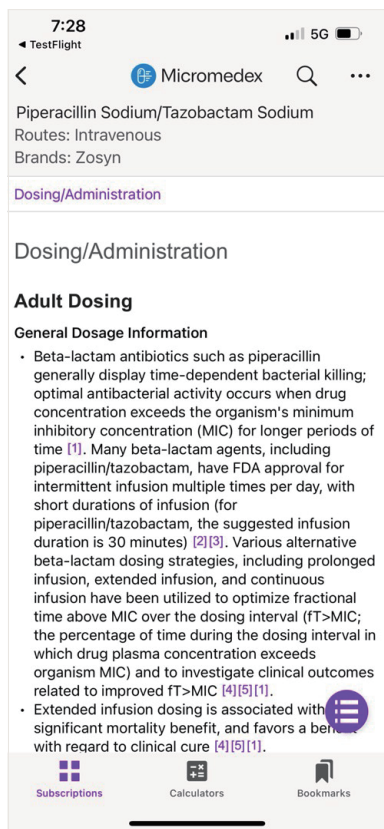 7:28
5G
◄ TestFlight
Micromedex
Piperacillin Sodium/Tazobactam Sodium
Routes: Intravenous
Brands: Zosyn
Dosing/Administration
Dosing/Administration
Adult Dosing
General Dosage Information
• Beta-lactam antibiotics such as piperacillin
generally display time-dependent bacterial killing;
optimal antibacterial activity occurs when drug
concentration exceeds the organism's minimum
inhibitory concentration (MIC) for longer periods of
time [1]. Many beta-lactam agents, including
piperacillin/tazobactam, have FDA approval for
intermittent infusion multiple times per day, with
short durations of infusion (for
piperacillin/tazobactam, the suggested infusion
duration is 30 minutes) [2][3]. Various alternative
beta-lactam dosing strategies, including prolonged
infusion, extended infusion, and continuous
infusion have been utilized to optimize fractional
time above MIC over the dosing interval (fT>MIC;
the percentage of time during the dosing interval in
which drug plasma concentration exceeds
organism MIC) and to investigate clinical outcomes
related to improved fT>MIC [4][5][1].
• Extended infusion dosing is associated with
significant mortality benefit, and favors a
with regard to clinical cure [4][5][1].
Subscriptions
Calculators
Bookmarks